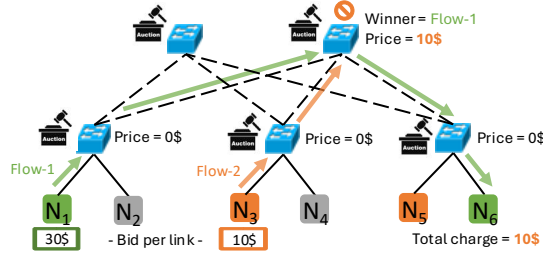 Auction
Auction
Winner = Flow-1
Price = 10$
Auction
Price = 0$
Auction
Price = 0$
Auction
Price = 0$
Flow-1
Flow-2
N1
N2
N3
N4
N5
N6
30$
- Bid per link -
10$
Total charge = 10$